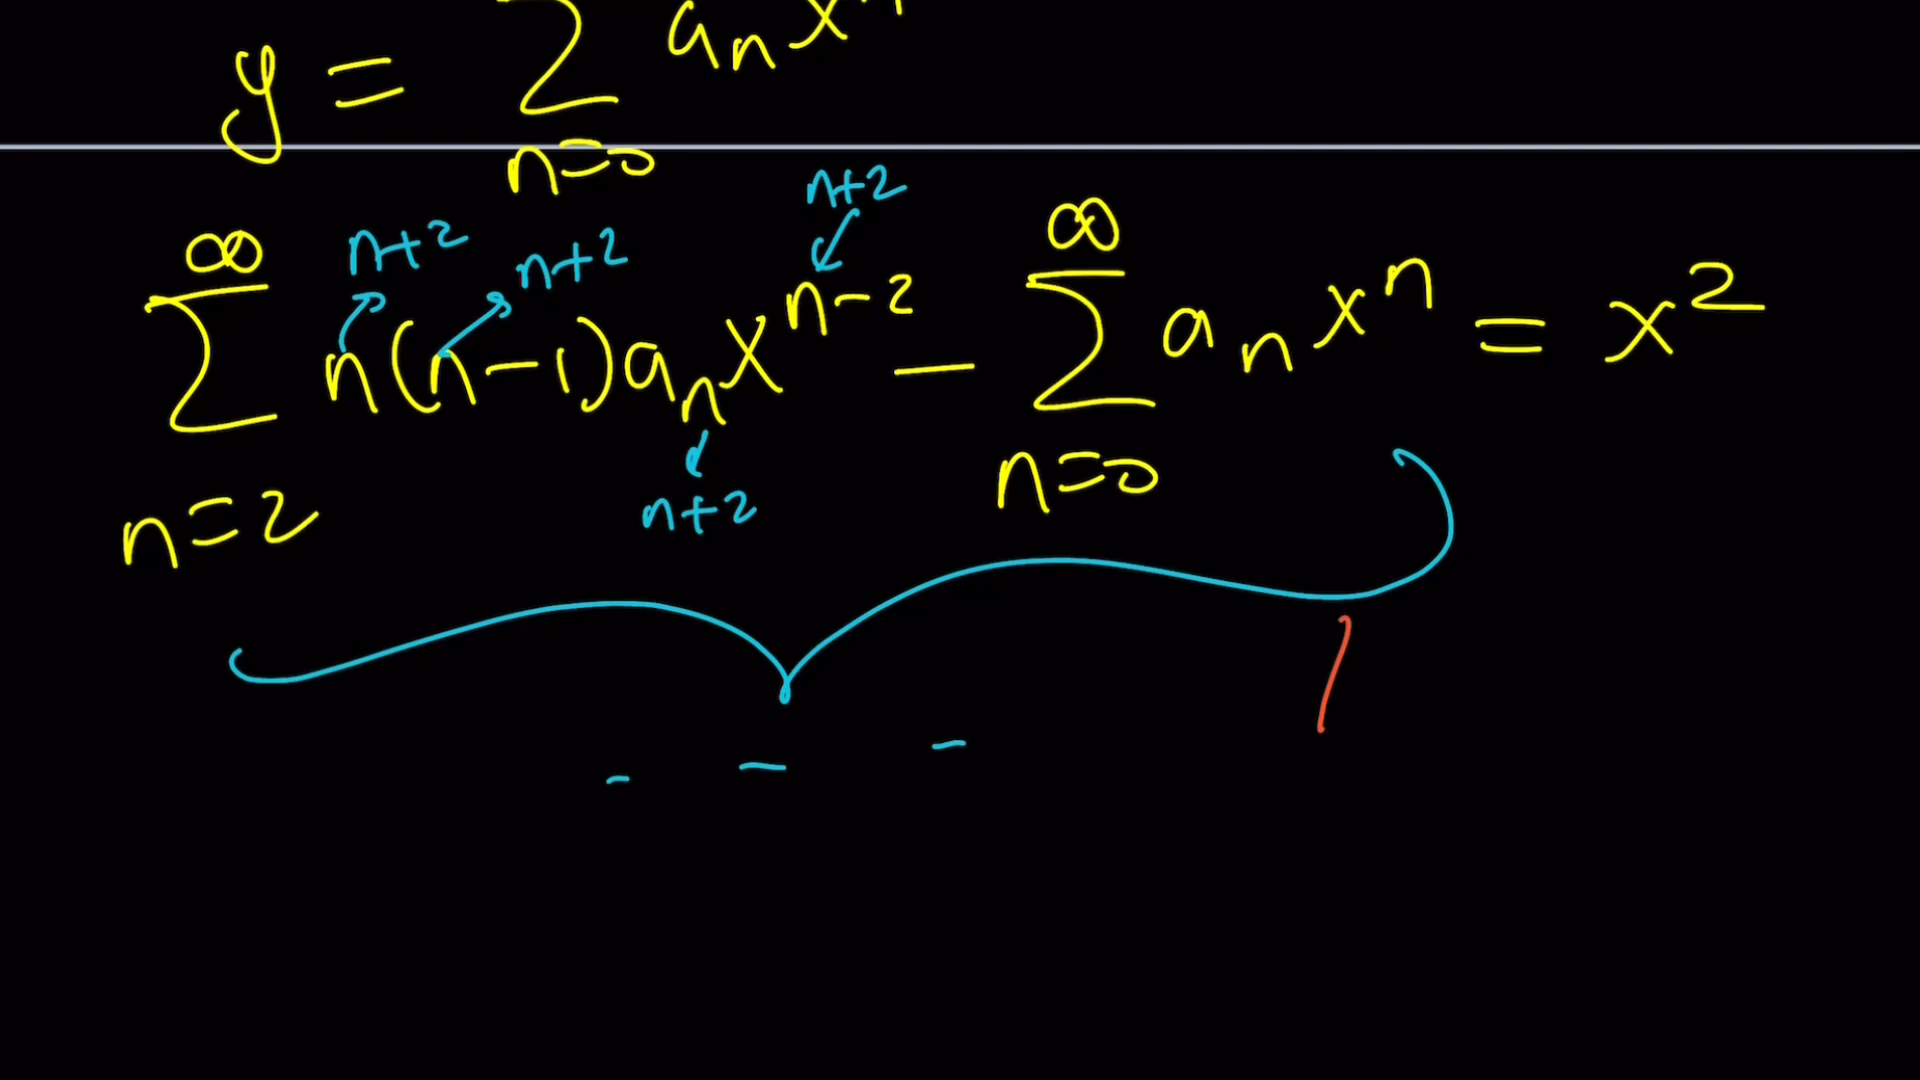 y = ∑ aₙxⁿ
n=0
n+2
∞ n+2 n+2 ∞
∑ n(n-1)aₙxⁿ⁻² - ∑ aₙxⁿ = x²
n=2 n+2 n=0